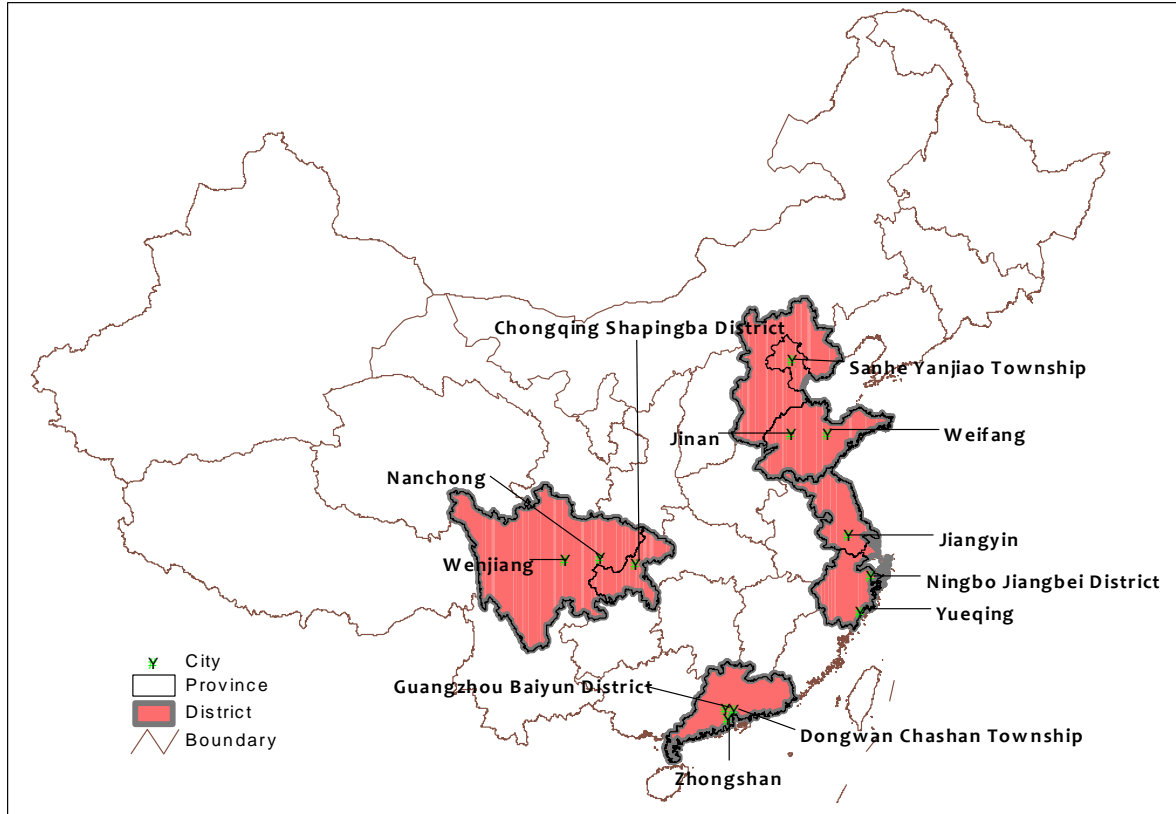 Chongqing Shapingba District
Sanhe Yanjiao Township
Jinan
Weifang
Nanchong
Wenjiang
Jiangyin
Ningbo Jiangbei District
Yueqing
Guangzhou Baiyun District
Dongwan Chashan Township
Zhongshan
City
Province
District
Boundary